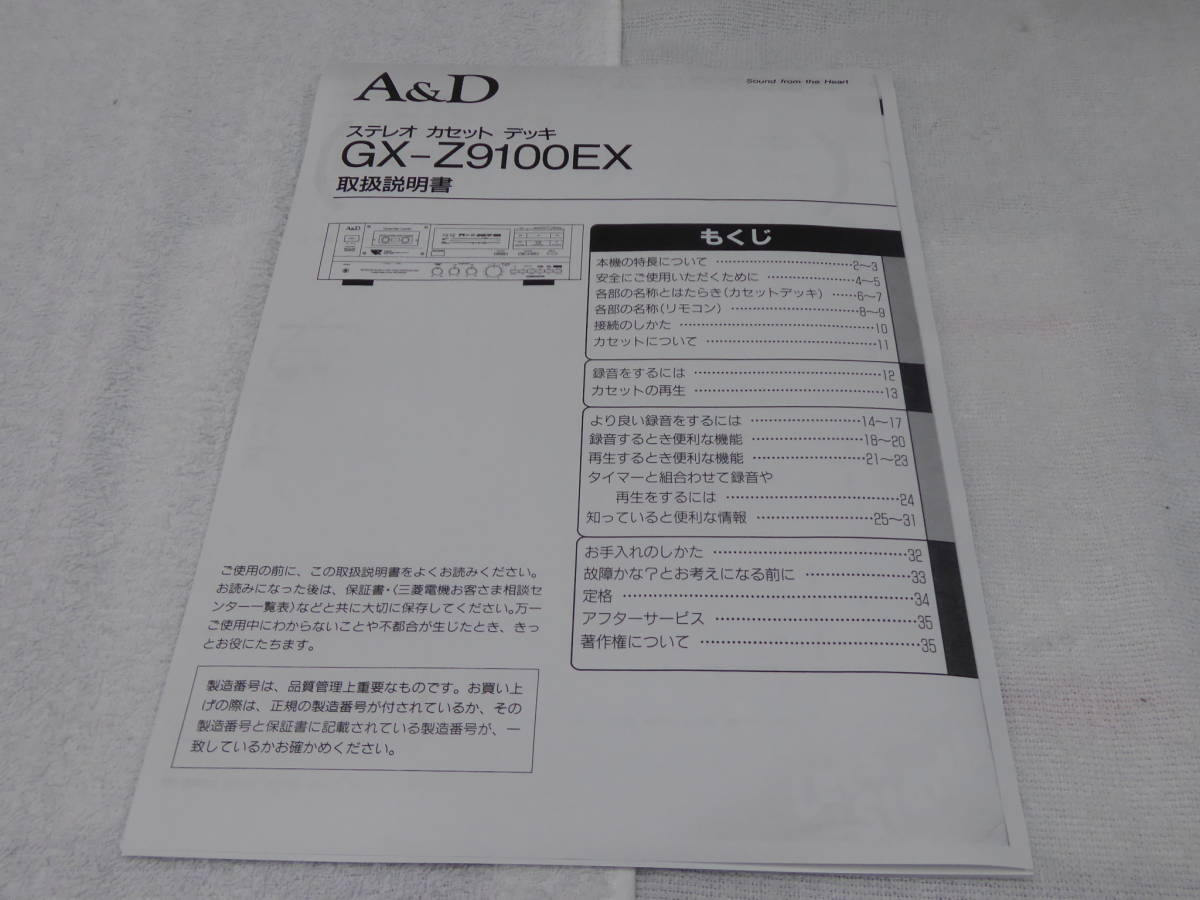 A&D
Sound from the Heart
ステレオ カセット デッキ
GX-Z9100EX
取扱説明書
A&D
もくじ
本機の特長について ……………………2〜3
安全にご使用いただくために ……………4〜5
各部の名称とはたらき(カセットデッキ) ……6〜7
各部の名称(リモコン) ……………………8〜9
接続のしかた ………………………………10
カセットについて …………………………11
録音をするには ……………………………12
カセットの再生 ……………………………13
より良い録音をするには ………………14〜17
録音するとき便利な機能 ………………18〜20
再生するとき便利な機能 ………………21〜23
タイマーと組合わせて録音や
再生をするには ……………………………24
知っていると便利な情報 ………………25〜31
お手入れのしかた …………………………32
故障かな?とお考えになる前に ……………33
定格 …………………………………………34
アフターサービス …………………………35
著作権について ……………………………35
ご使用の前に、この取扱説明書をよくお読みください。
お読みになった後は、保証書・〈三菱電機お客さま相談セ
ンター一覧表〉などと共に大切に保存してください。万一
ご使用中にわからないことや不都合が生じたとき、きっ
とお役にたちます。
製造番号は、品質管理上重要なものです。お買い上
げの際は、正規の製造番号が付されているか、その
製造番号と保証書に記載されている製造番号が、一
致しているかお確かめください。